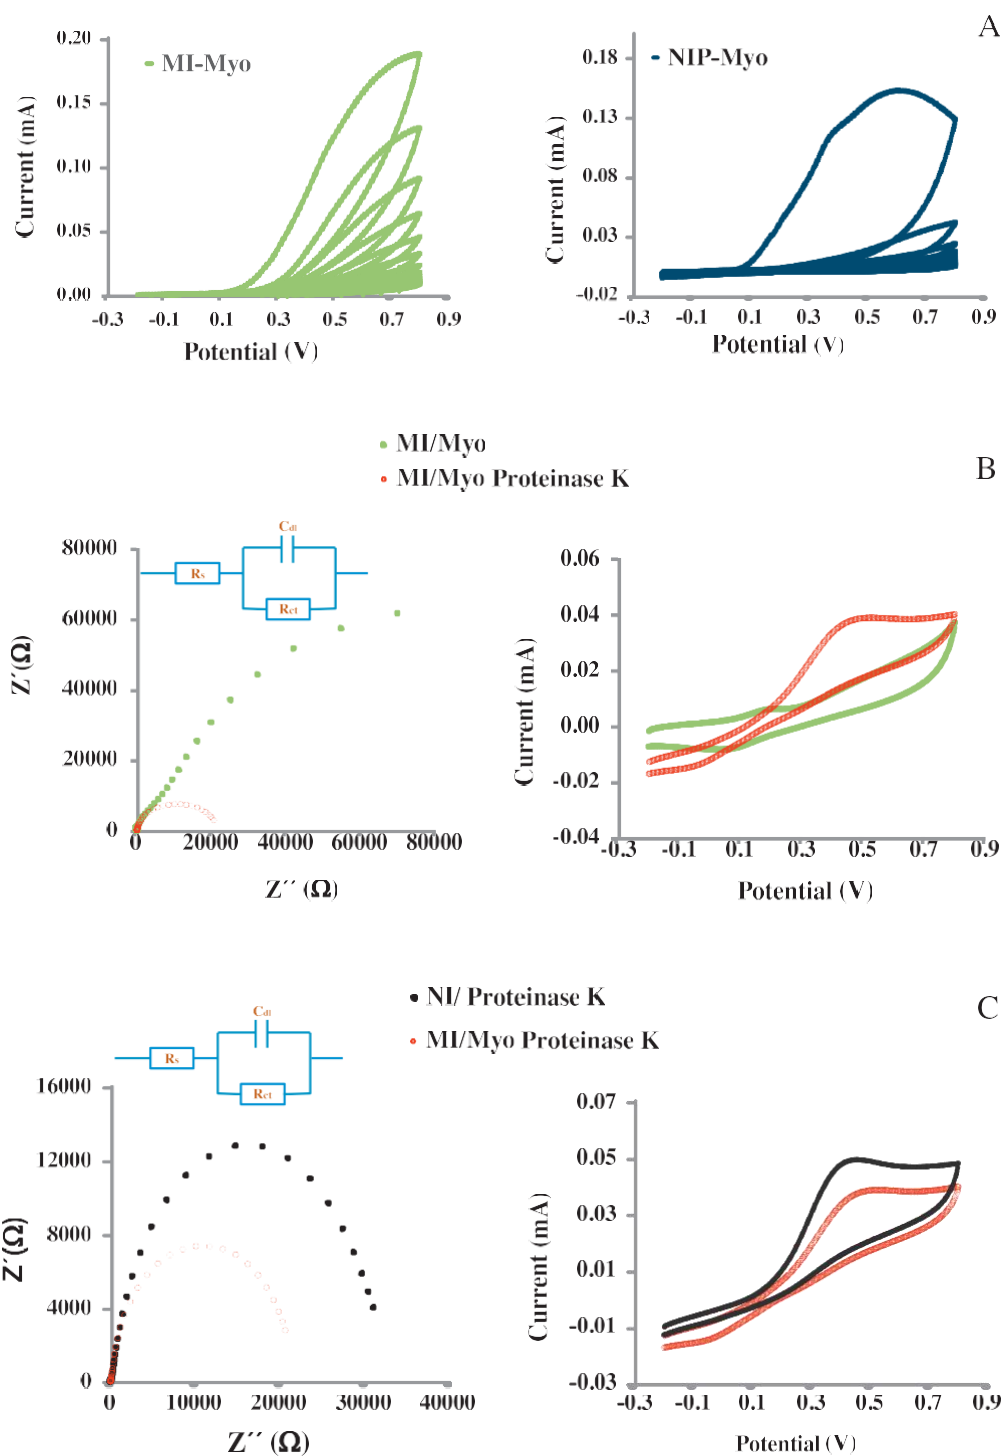 A
MI-Myo
0.20
0.15
0.10
0.05
0.00
Current (mA)
-0.3 -0.1 0.1 0.3 0.5 0.7 0.9
Potential (V)
NIP-Myo
0.18
0.13
0.08
0.03
-0.02
Current (mA)
-0.3 -0.1 0.1 0.3 0.5 0.7 0.9
Potential (V)
B
MI/Myo
MI/Myo Proteinase K
80000
60000
40000
20000
0
Z´(Ω)
Cdl
Rs
Rct
0 20000 40000 60000 80000
Z´´ (Ω)
0.06
0.04
0.02
0.00
-0.02
-0.04
Current (mA)
-0.3 -0.1 0.1 0.3 0.5 0.7 0.9
Potential (V)
C
NI/ Proteinase K
MI/Myo Proteinase K
Cdl
Rs
Rct
16000
12000
8000
4000
0
Z´(Ω)
0 10000 20000 30000 40000
Z´´ (Ω)
0.07
0.05
0.03
0.01
-0.01
-0.03
Current (mA)
-0.3 -0.1 0.1 0.3 0.5 0.7 0.9
Potential (V)